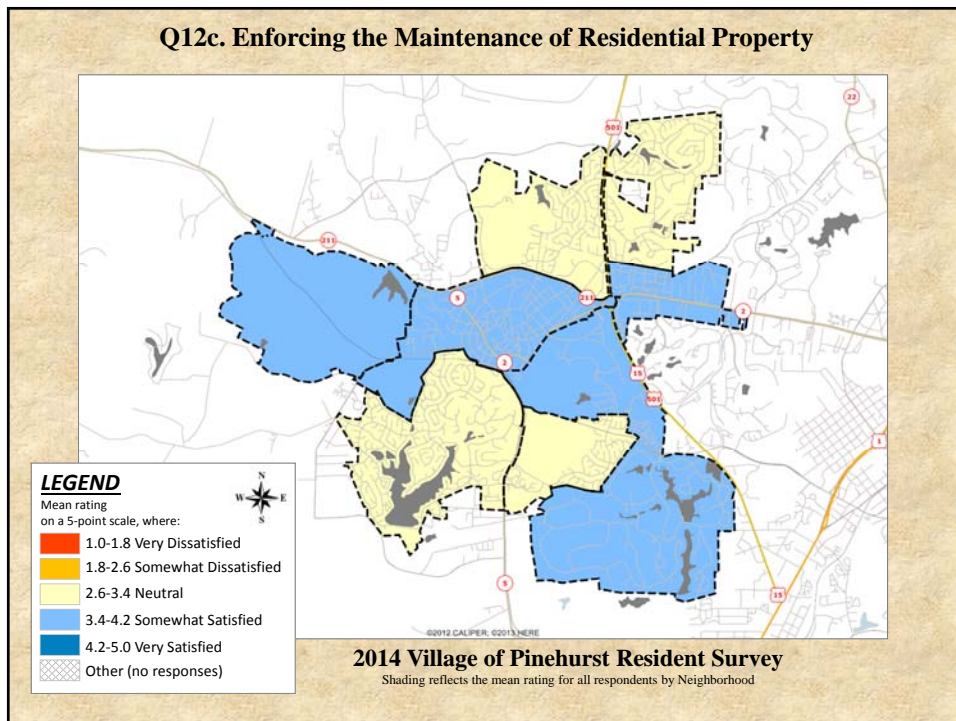 Q12c. Enforcing the Maintenance of Residential Property
22
501
211
5
211
2
2
15
501
1
5
15
LEGEND
Mean rating
on a 5-point scale, where:
1.0-1.8 Very Dissatisfied
1.8-2.6 Somewhat Dissatisfied
2.6-3.4 Neutral
3.4-4.2 Somewhat Satisfied
4.2-5.0 Very Satisfied
Other (no responses)
N
W E
S
©2012 CALIPER; ©2013 HERE
2014 Village of Pinehurst Resident Survey
Shading reflects the mean rating for all respondents by Neighborhood